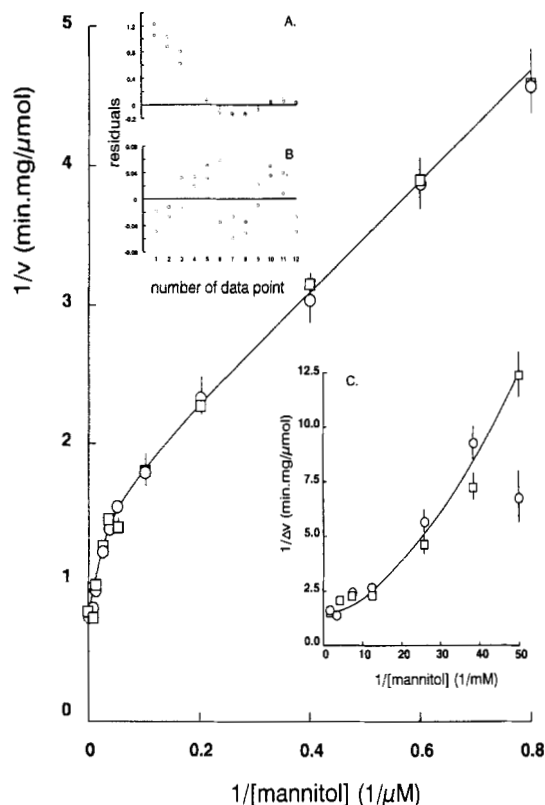 5
4
3
2
1
0
1/v (min.mg/µmol)
0 0.2 0.4 0.6 0.8
1/[mannitol] (1/µM)
A.
1.2
0.8
0.4
0
-0.2
residuals
B
0.08
0.04
0
-0.04
-0.08
1 2 3 4 5 6 7 8 9 10 11 12
number of data point
C.
12.5
10.0
7.5
5.0
2.5
0.0
1/Δv (min.mg/µmol)
0 10 20 30 40 50
1/[mannitol] (1/mM)